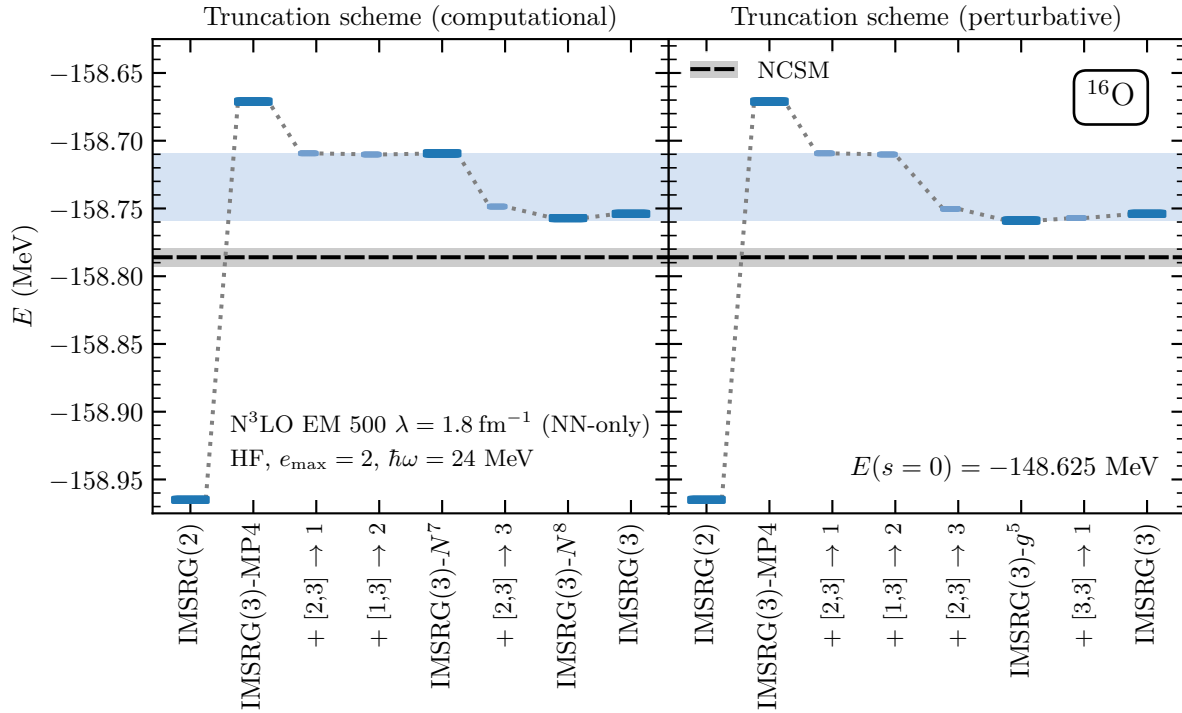 Truncation scheme (computational)
Truncation scheme (perturbative)
E (MeV)
−158.65
−158.70
−158.75
−158.80
−158.85
−158.90
−158.95
NCSM
¹⁶O
N³LO EM 500 λ = 1.8 fm⁻¹ (NN-only)
HF, e_max = 2, ℏω = 24 MeV
E(s = 0) = −148.625 MeV
IMSRG(2)
IMSRG(3)-MP4
+ [2,3] → 1
+ [1,3] → 2
IMSRG(3)-N⁷
+ [2,3] → 3
IMSRG(3)-N⁸
IMSRG(3)
IMSRG(2)
IMSRG(3)-MP4
+ [2,3] → 1
+ [1,3] → 2
+ [2,3] → 3
IMSRG(3)-g⁵
+ [3,3] → 1
IMSRG(3)